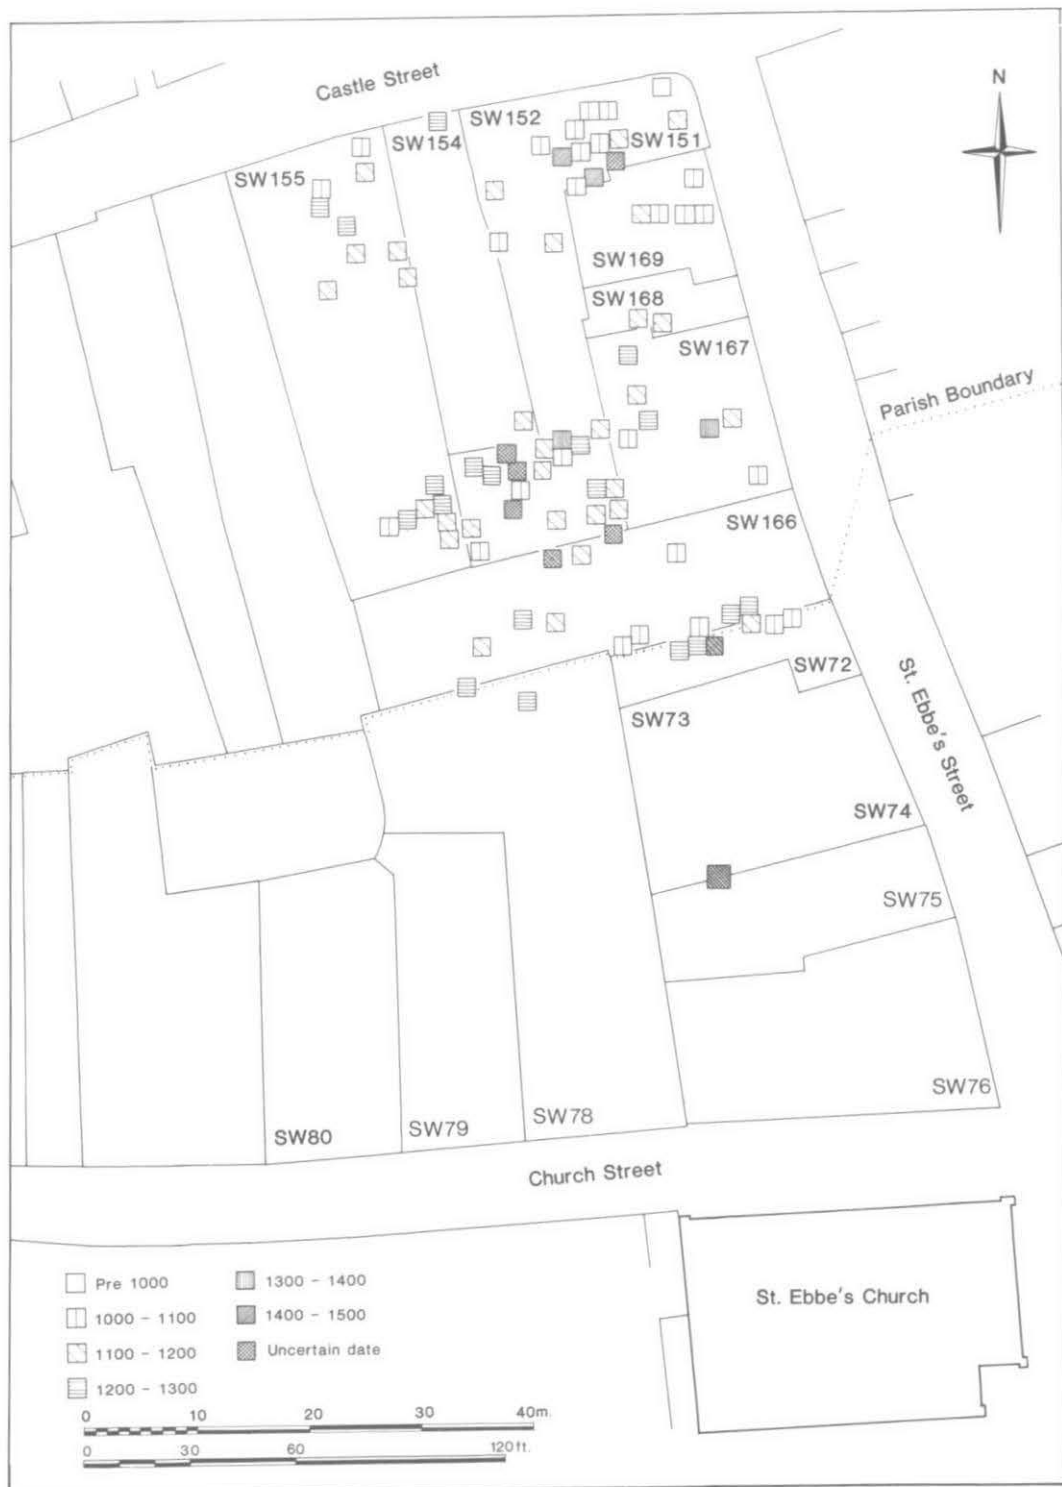 Castle Street
N
SW152
SW154
SW151
SW155
SW169
SW168
SW167
Parish Boundary
SW166
SW72
SW73
St. Ebbe's Street
SW74
SW75
SW76
SW78
SW79
SW80
Church Street
Pre 1000
1000 - 1100
1100 - 1200
1200 - 1300
1300 - 1400
1400 - 1500
Uncertain date
St. Ebbe's Church
0 10 20 30 40m.
0 30 60 120ft.